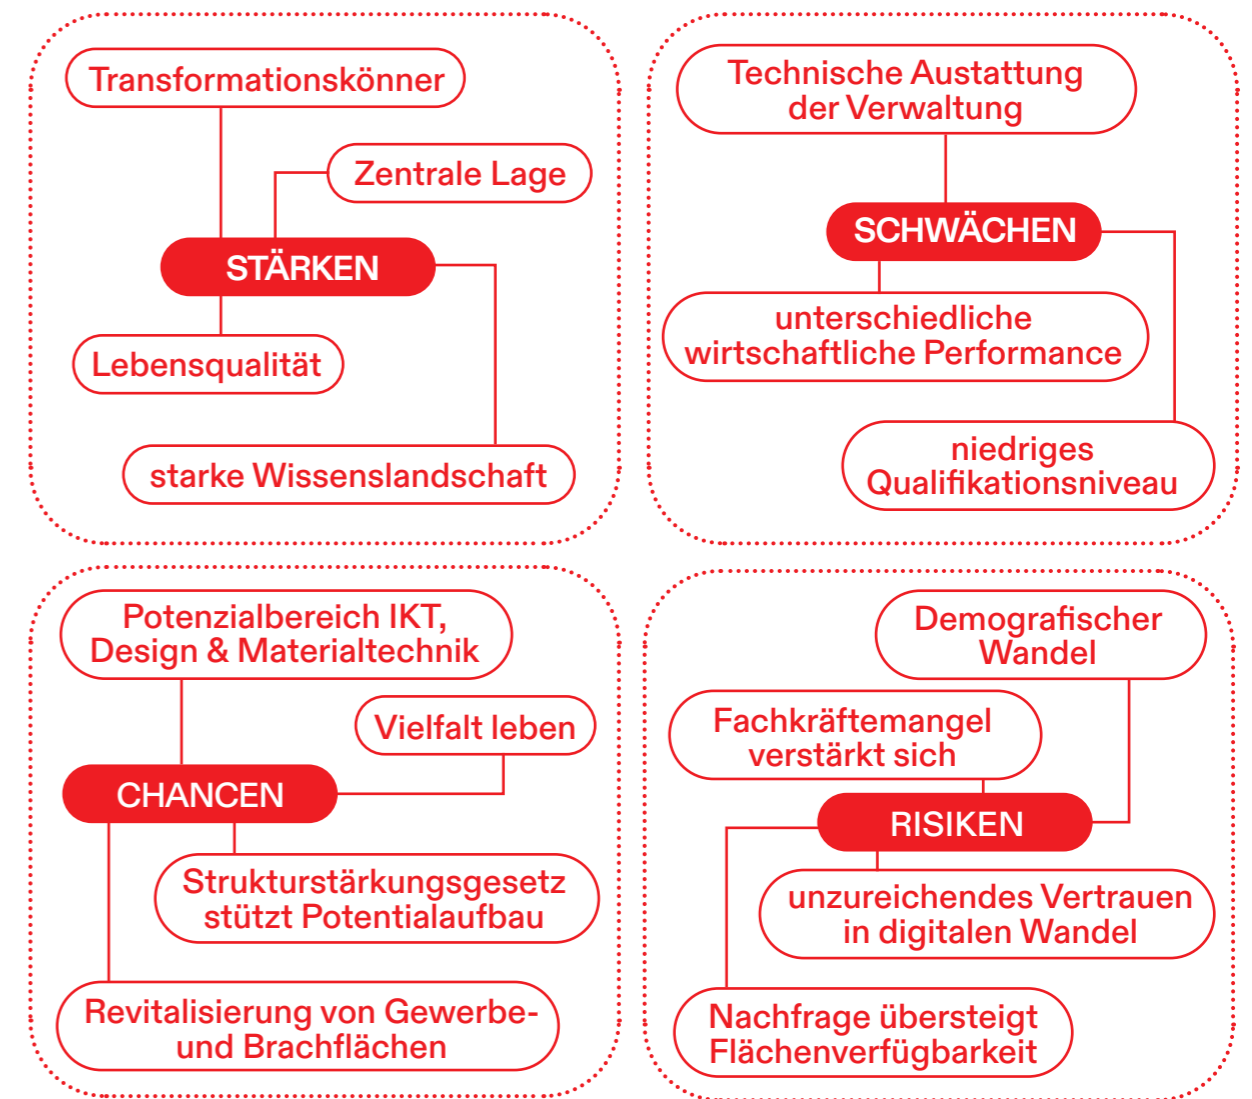 Transformationskönner
Zentrale Lage
STÄRKEN
Lebensqualität
starke Wissenslandschaft
Technische Austattung
der Verwaltung
SCHWÄCHEN
unterschiedliche
wirtschaftliche Performance
niedriges
Qualifikationsniveau
Potenzialbereich IKT,
Design & Materialtechnik
Vielfalt leben
CHANCEN
Strukturstärkungsgesetz
stützt Potentialaufbau
Revitalisierung von Gewerbe-
und Brachflächen
Demografischer
Wandel
Fachkräftemangel
verstärkt sich
RISIKEN
unzureichendes Vertrauen
in digitalen Wandel
Nachfrage übersteigt
Flächenverfügbarkeit